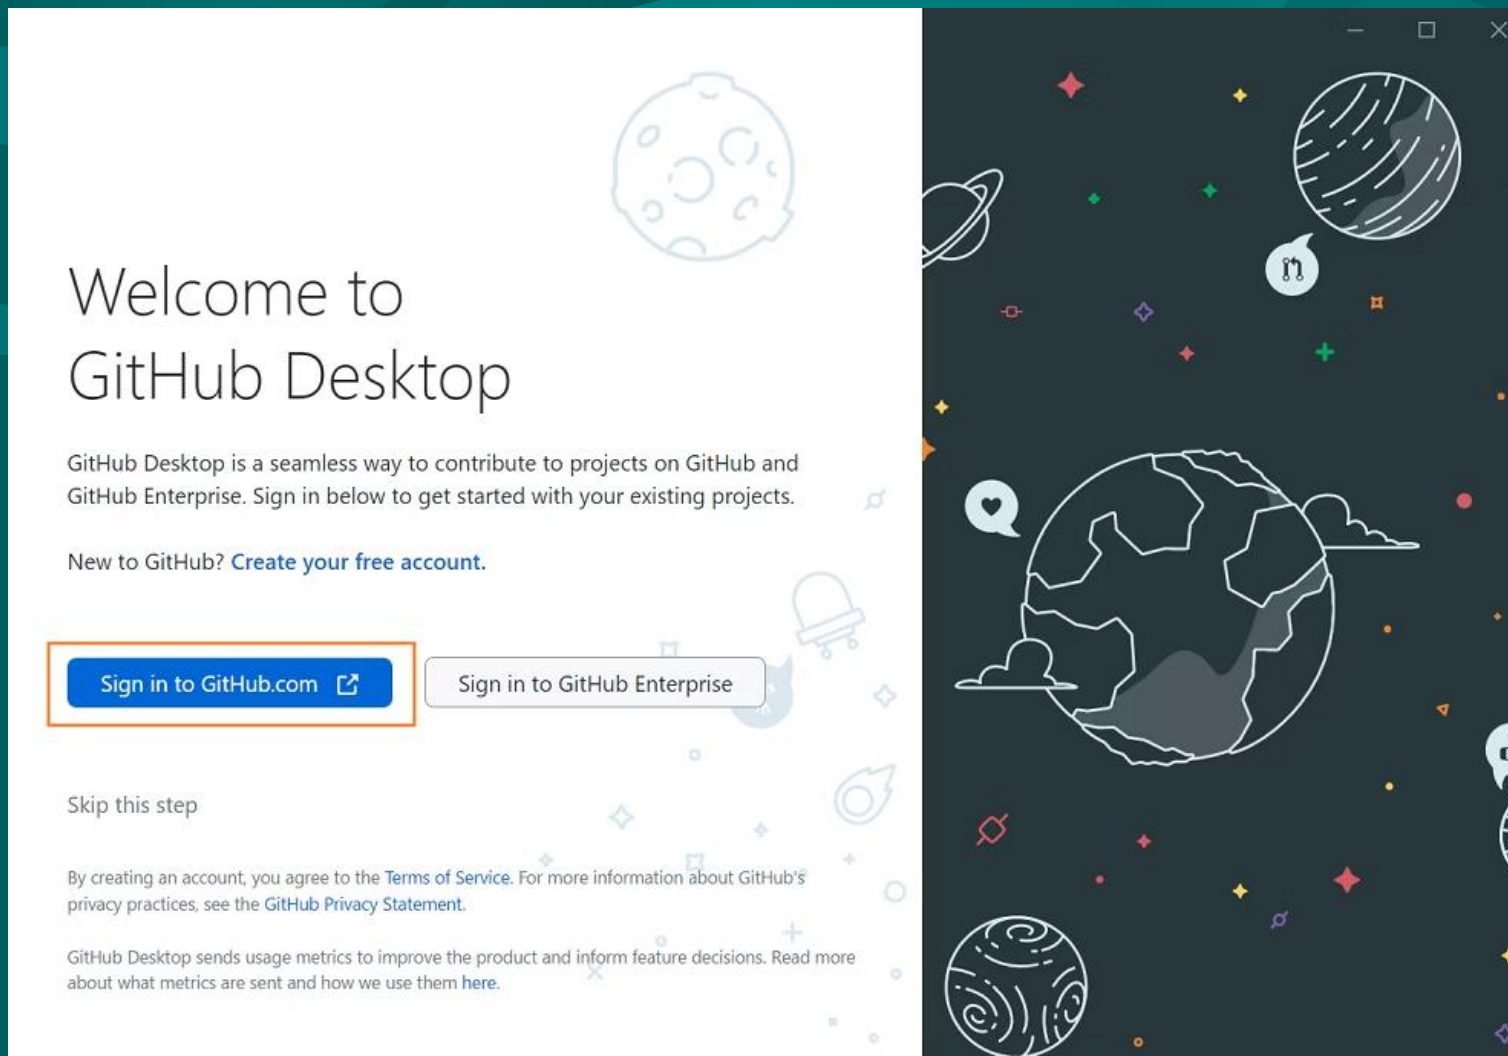 Welcome to
GitHub Desktop
GitHub Desktop is a seamless way to contribute to projects on GitHub and
GitHub Enterprise. Sign in below to get started with your existing projects.
New to GitHub? Create your free account.
Sign in to GitHub.com
Sign in to GitHub Enterprise
Skip this step
By creating an account, you agree to the Terms of Service. For more information about GitHub's
privacy practices, see the GitHub Privacy Statement.
GitHub Desktop sends usage metrics to improve the product and inform feature decisions. Read more
about what metrics are sent and how we use them here.